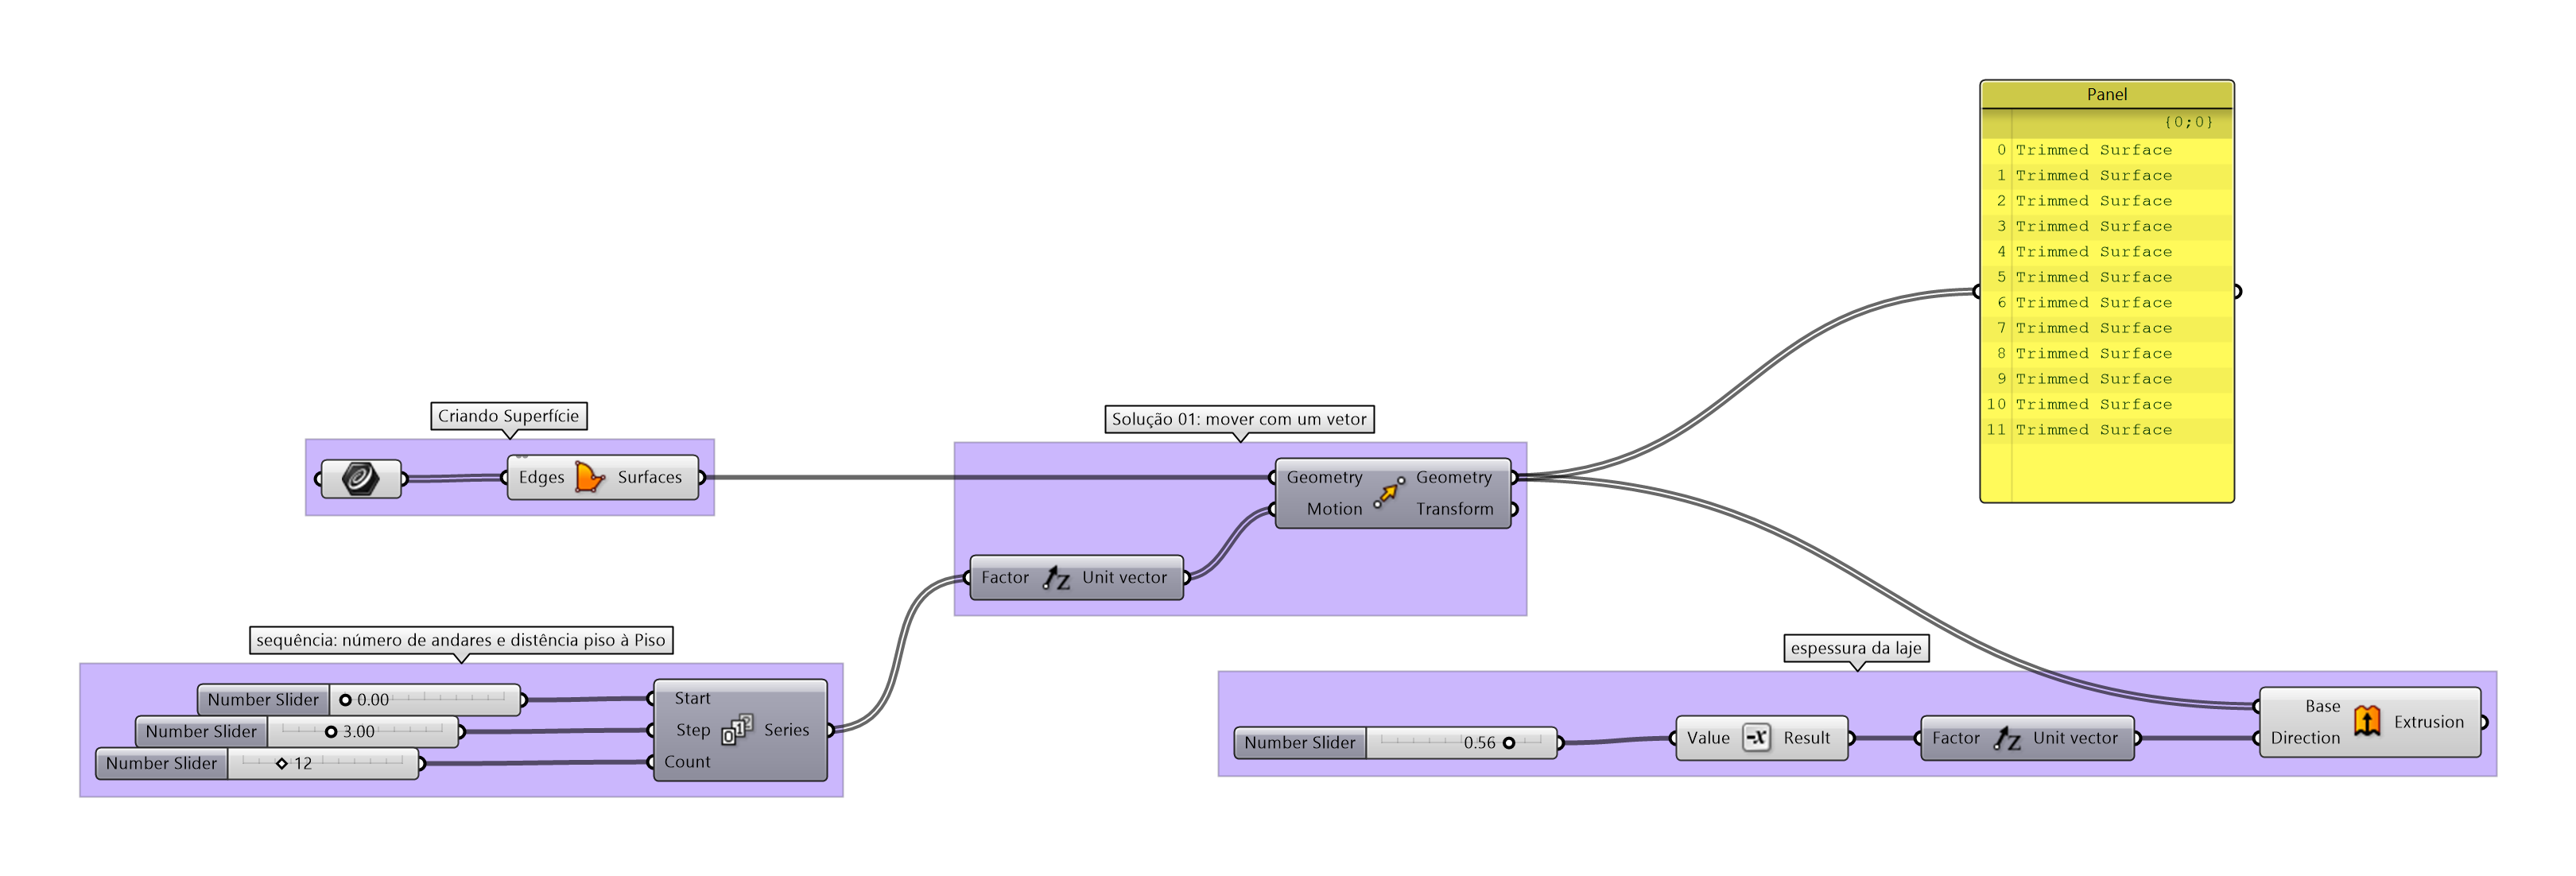 Panel
{0;0}
0 Trimmed Surface
1 Trimmed Surface
2 Trimmed Surface
3 Trimmed Surface
4 Trimmed Surface
5 Trimmed Surface
6 Trimmed Surface
7 Trimmed Surface
8 Trimmed Surface
9 Trimmed Surface
10 Trimmed Surface
11 Trimmed Surface
Criando Superfície
Edges Surfaces
Solução 01: mover com um vetor
Geometry Geometry
Motion Transform
Factor Z Unit vector
sequência: número de andares e distência piso à Piso
Number Slider 0.00
Number Slider 3.00
Number Slider 12
Start
Step 0 1 2 Series
Count
espessura da laje
Number Slider 0.56
Value -x Result
Factor Z Unit vector
Base
Direction
Extrusion